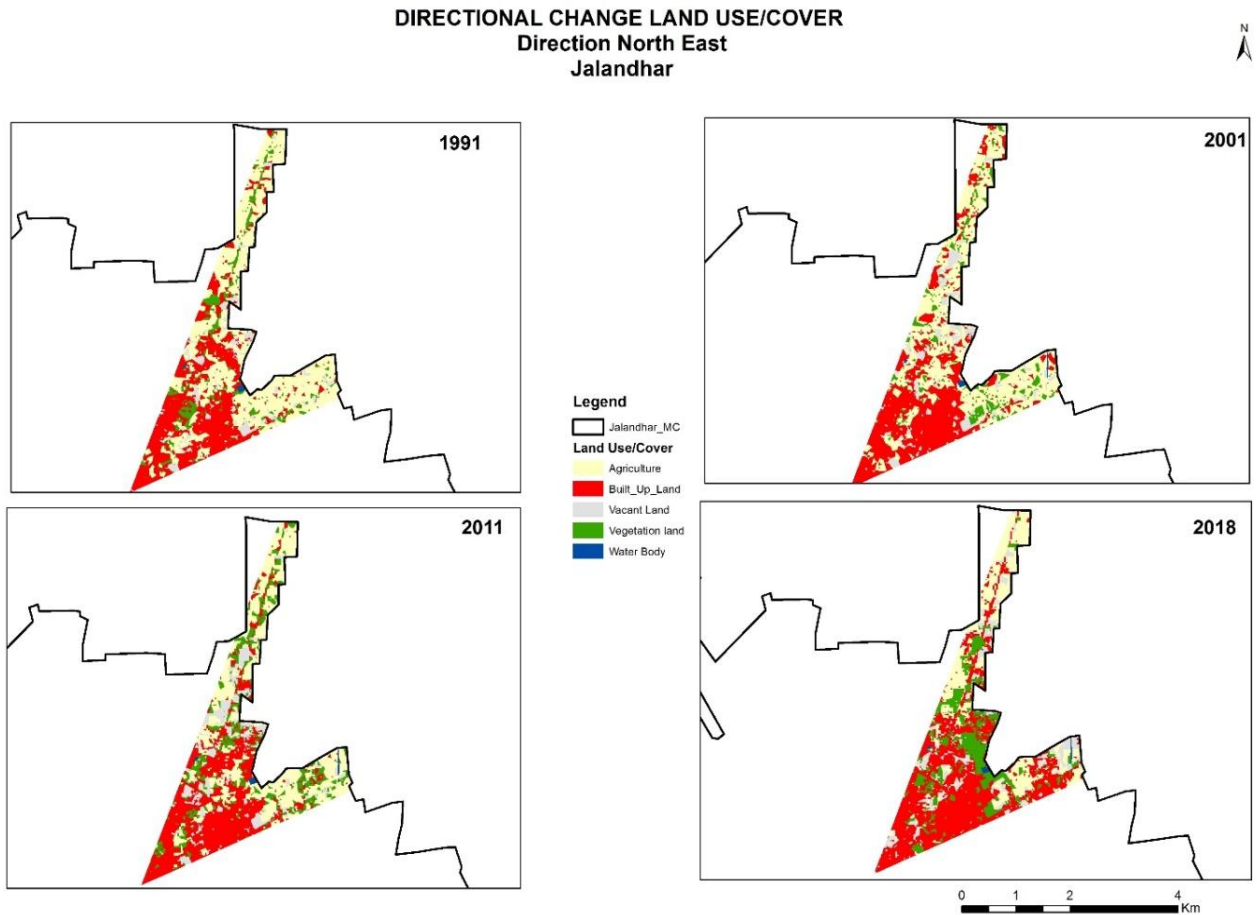 DIRECTIONAL CHANGE LAND USE/COVER
Direction North East
Jalandhar
N
1991
2001
Legend
Jalandhar_MC
Land Use/Cover
Agriculture
Built_Up_Land
Vacant Land
Vegetation land
Water Body
2011
2018
0 1 2 4
Km